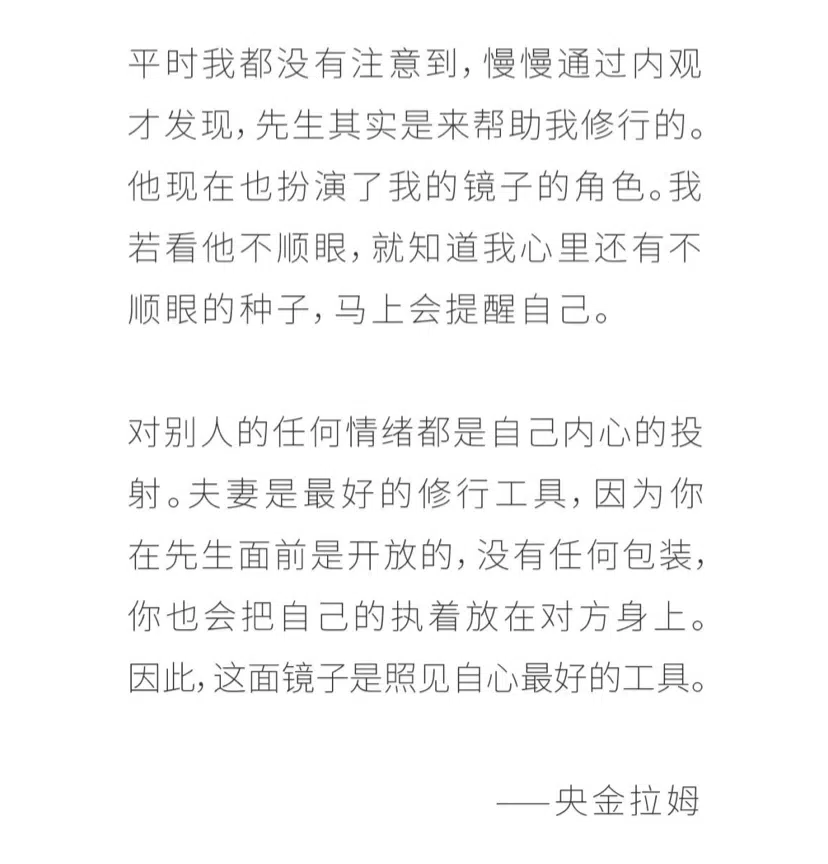 平时我都没有注意到，慢慢通过内观
才发现，先生其实是来帮助我修行的。
他现在也扮演了我的镜子的角色。我
若看他不顺眼，就知道我心里还有不
顺眼的种子，马上会提醒自己。
对别人的任何情绪都是自己内心的投
射。夫妻是最好的修行工具，因为你
在先生面前是开放的，没有任何包装，
你也会把自己的执着放在对方身上。
因此，这面镜子是照见自心最好的工具。
——央金拉姆